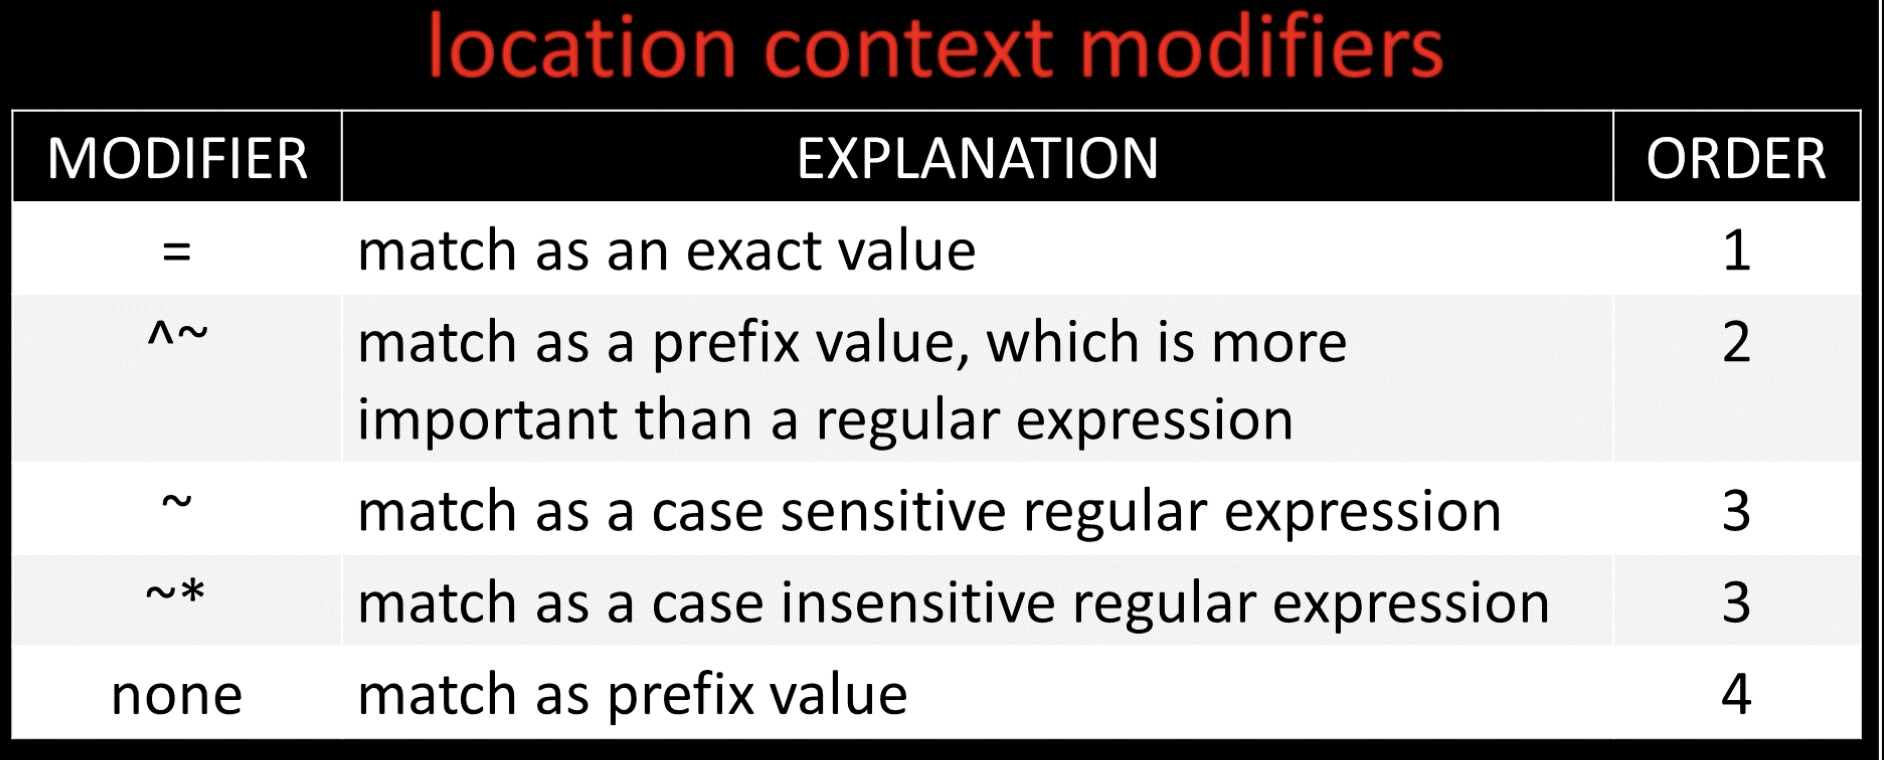 location context modifiers
MODIFIER EXPLANATION ORDER
= match as an exact value 1
^~ match as a prefix value, which is more 2
important than a regular expression
~ match as a case sensitive regular expression 3
~* match as a case insensitive regular expression 3
none match as prefix value 4